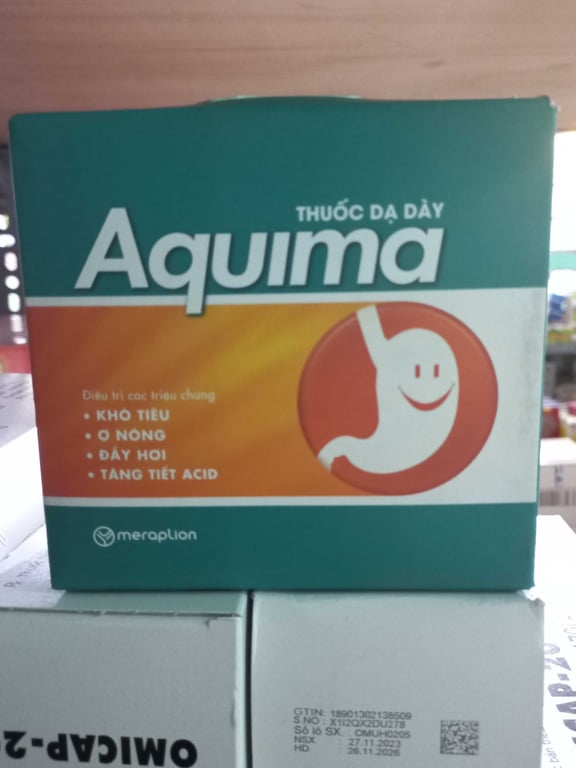 THUỐC DẠ DÀY
Aquima
Điều trị các triệu chứng
• KHÓ TIÊU
• Ợ NÓNG
• ĐẦY HƠI
• TĂNG TIẾT ACID
meraplion
OMICAP-20
GTIN: 18901302138509
S.NO : X1I2QX2DU278
Số lô SX. : OMUH0205
NSX : 27.11.2023
HD : 26.11.2026